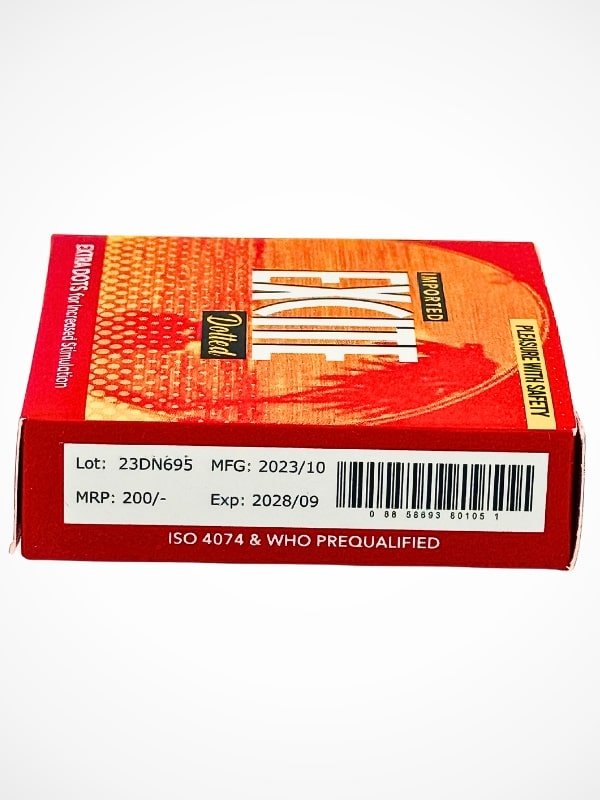 EXTRA DOTS for Increased Stimulation
IMPORTED
EXCITE
Dotted
PLEASURE WITH SAFETY
Lot: 23DN695 MFG: 2023/10
MRP: 200/- Exp: 2028/09
0 88 58693 80105 1
ISO 4074 & WHO PREQUALIFIED